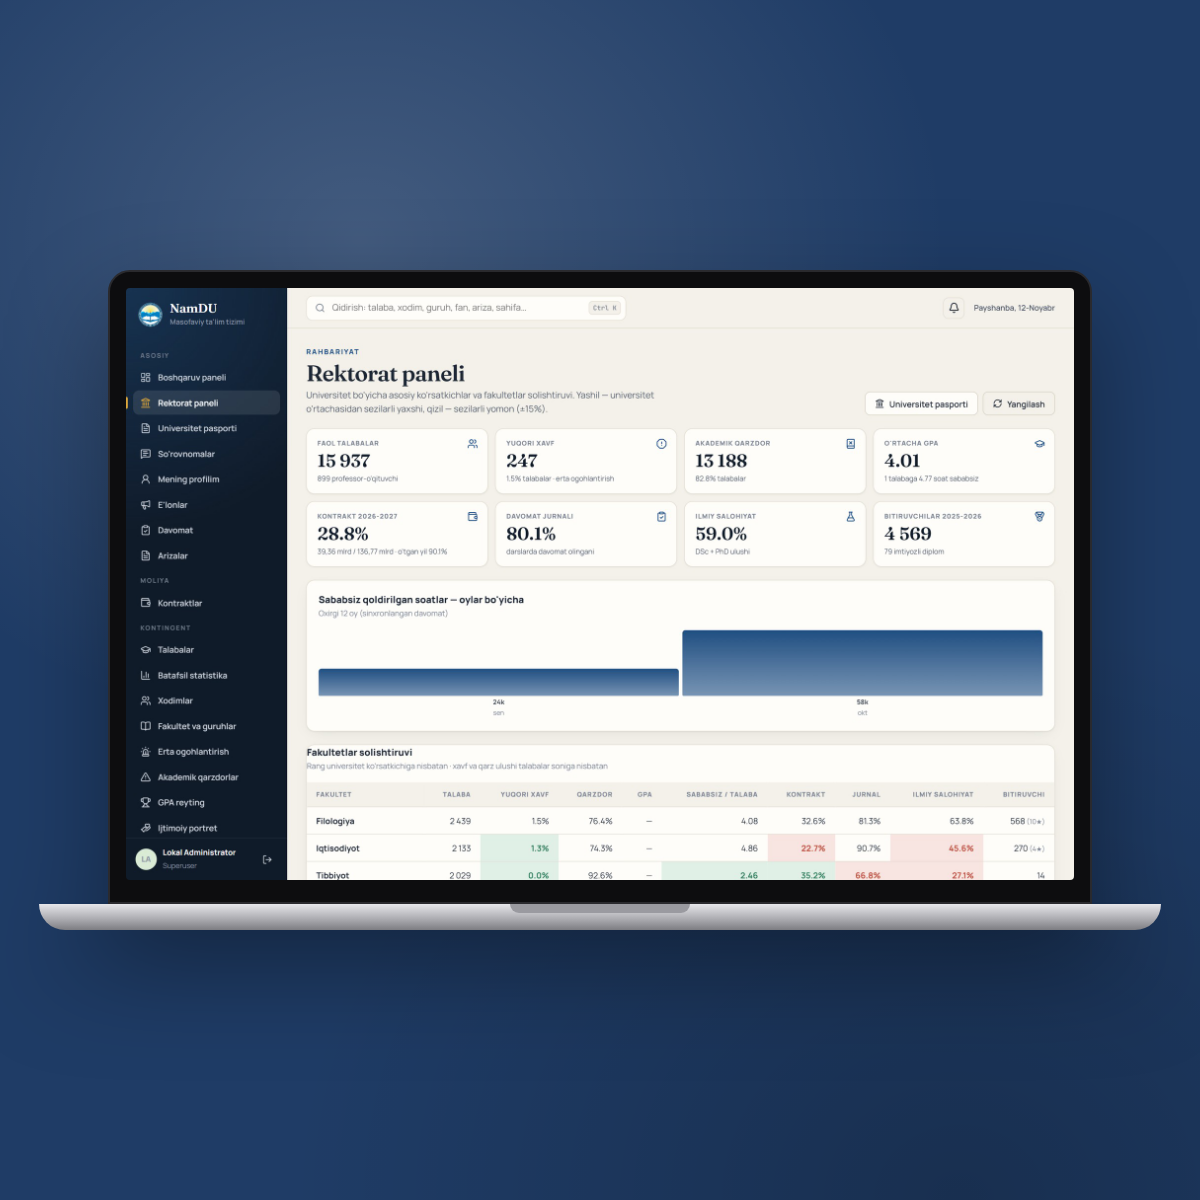 NamDU
Masofaviy ta'lim tizimi
ASOSIY
Boshqaruv paneli
Rektorat paneli
Universitet pasporti
So'rovnomalar
Mening profilim
E'lonlar
Davomat
Arizalar
MOLIYA
Kontraktlar
KONTINGENT
Talabalar
Batafsil statistika
Xodimlar
Fakultet va guruhlar
Erta ogohlantirish
Akademik qarzdorlar
GPA reyting
Ijtimoiy portret
LA
Lokal Administrator
Superuser
Qidirish: talaba, xodim, guruh, fan, ariza, sahifa...
Ctrl K
Payshanba, 12-Noyabr
RAHBARIYAT
Rektorat paneli
Universitet bo'yicha asosiy ko'rsatkichlar va fakultetlar solishtiruvi. Yashil — universitet
o'rtachasidan sezilarli yaxshi, qizil — sezilarli yomon (±15%).
Universitet pasporti
Yangilash
FAOL TALABALAR
15 937
899 professor-o'qituvchi
YUQORI XAVF
247
1.5% talabalar · erta ogohlantirish
AKADEMIK QARZDOR
13 188
82.8% talabalar
O'RTACHA GPA
4.01
1 talabaga 4.77 soat sababsiz
KONTRAKT 2026-2027
28.8%
39,36 mlrd / 136,77 mlrd · o'tgan yil 90.1%
DAVOMAT JURNALI
80.1%
darslarda davomat olingani
ILMIY SALOHIYAT
59.0%
DSc + PhD ulushi
BITIRUVCHILAR 2025-2026
4 569
79 imtiyozli diplom
Sababsiz qoldirilgan soatlar — oylar bo'yicha
Oxirgi 12 oy (sinxronlangan davomat)
24k 58k
sen okt
Fakultetlar solishtiruvi
Rang universitet ko'rsatkichiga nisbatan · xavf va qarz ulushi talabalar soniga nisbatan
FAKULTET TALABA YUQORI XAVF QARZDOR GPA SABABSIZ / TALABA KONTRAKT JURNAL ILMIY SALOHIYAT BITIRUVCHI
Filologiya 2 439 1.5% 76.4% — 4.08 32.6% 81.3% 63.8% 568 (10★)
Iqtisodiyot 2 133 1.3% 74.3% — 4.86 22.7% 90.7% 45.6% 270 (4★)
Tibbiyot 2 029 0.0% 92.6% — 2.46 35.2% 66.8% 27.1% 14